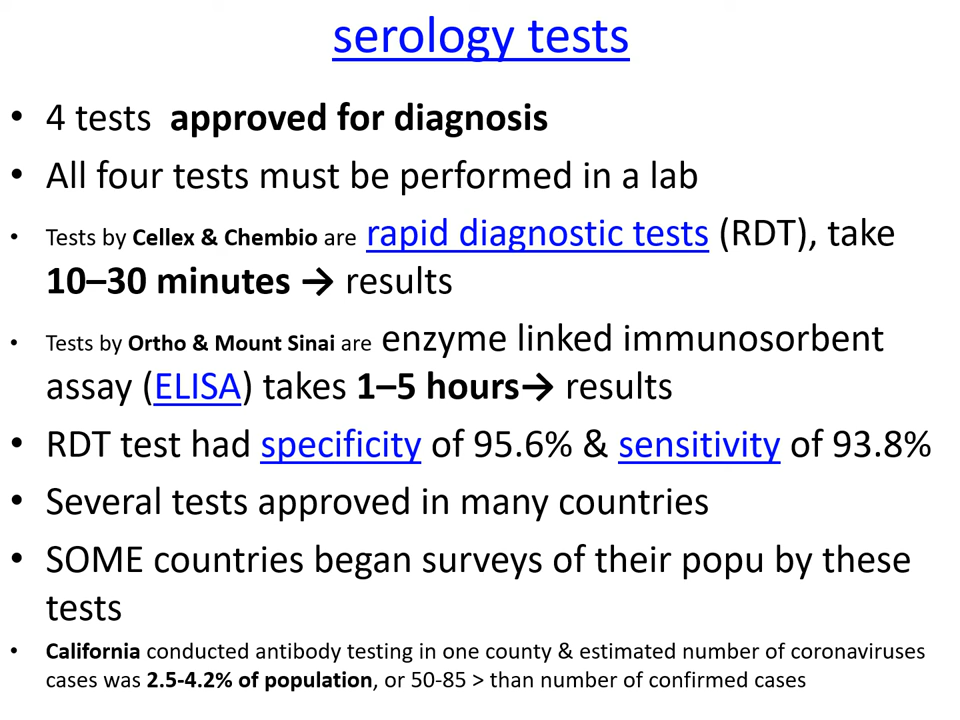 serology tests
• 4 tests  approved for diagnosis
• All four tests must be performed in a lab
• Tests by Cellex & Chembio are rapid diagnostic tests (RDT), take
10–30 minutes → results
• Tests by Ortho & Mount Sinai are enzyme linked immunosorbent
assay (ELISA) takes 1–5 hours→ results
• RDT test had specificity of 95.6% & sensitivity of 93.8%
• Several tests approved in many countries
• SOME countries began surveys of their popu by these
tests
• California conducted antibody testing in one county & estimated number of coronaviruses
cases was 2.5-4.2% of population, or 50-85 > than number of confirmed cases